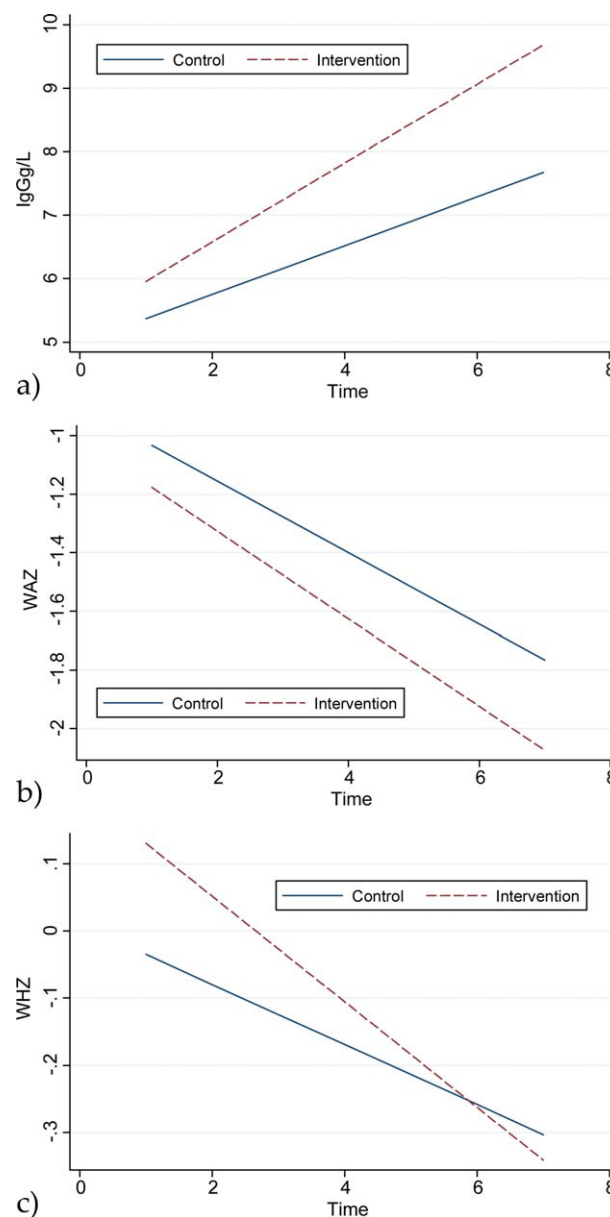 10
9
8
7
6
5
IgGg/L
Control
Intervention
0 2 4 6 8
Time
a)
-1
-1.2
-1.4
-1.6
-1.8
-2
WAZ
Control
Intervention
0 2 4 6 8
Time
b)
.1
0
-.1
-.2
-.3
WHZ
Control
Intervention
0 2 4 6 8
Time
c)